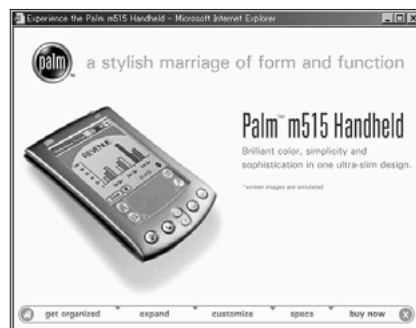 Experience the Palm m515 Handheld - Microsoft Internet Explorer
palm™
a stylish marriage of form and function
Palm™ m515 Handheld
Brilliant color, simplicity and
sophistication in one ultra-slim design.
*screen images are simulated
REVENUE
get organized
expand
customize
specs
buy now